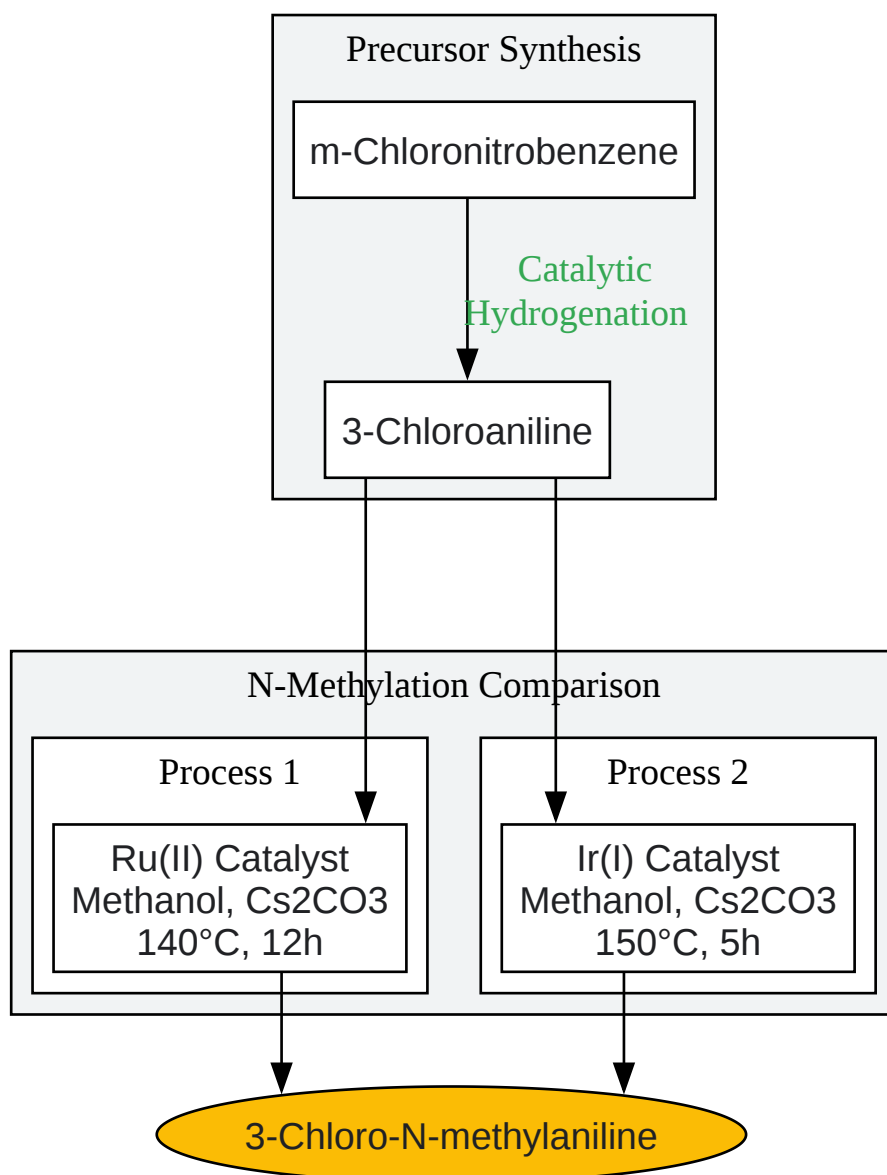 Precursor Synthesis
m-Chloronitrobenzene
Catalytic
Hydrogenation
3-Chloroaniline
N-Methylation Comparison
Process 1
Ru(II) Catalyst
Methanol, Cs2CO3
140°C, 12h
Process 2
Ir(I) Catalyst
Methanol, Cs2CO3
150°C, 5h
3-Chloro-N-methylaniline